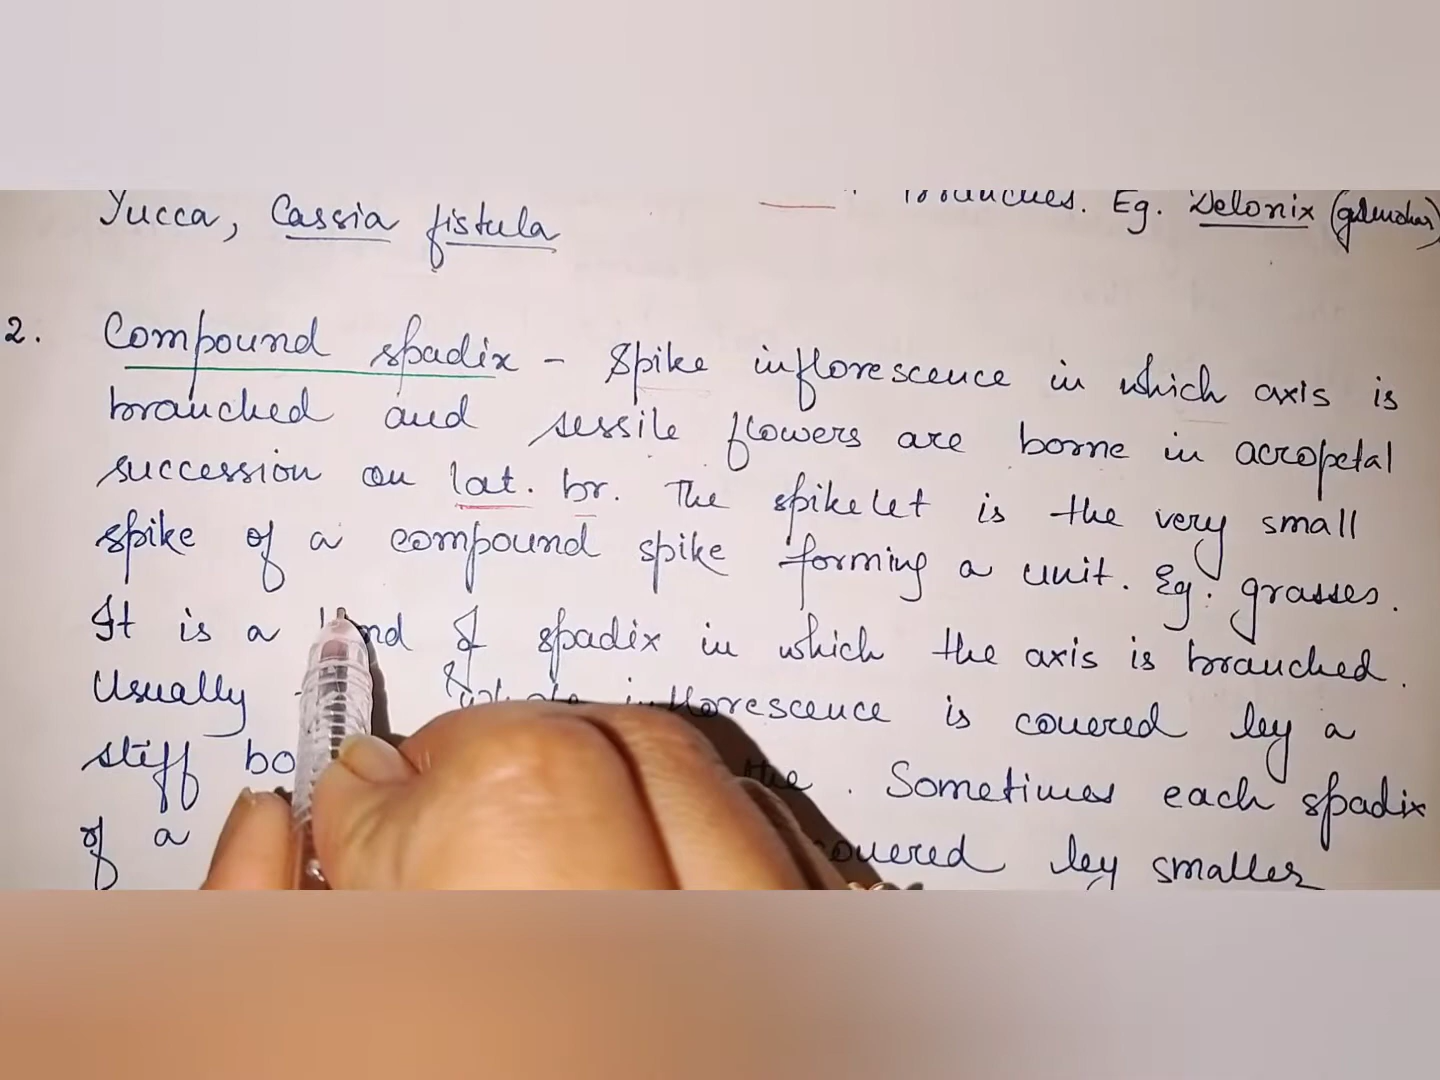 Yucca, Cassia fistula
branches. Eg. Delonix (gulmohar)
2. Compound spadix - Spike inflorescence in which axis is
branched and sessile flowers are borne in acropetal
succession on lat. br. The spikelet is the very small
spike of a compound spike forming a unit. Eg. grasses.
It is a of spadix in which the axis is branched.
Usually inflorescence is covered by a
stiff . Sometimes each spadix
of a covered by smaller